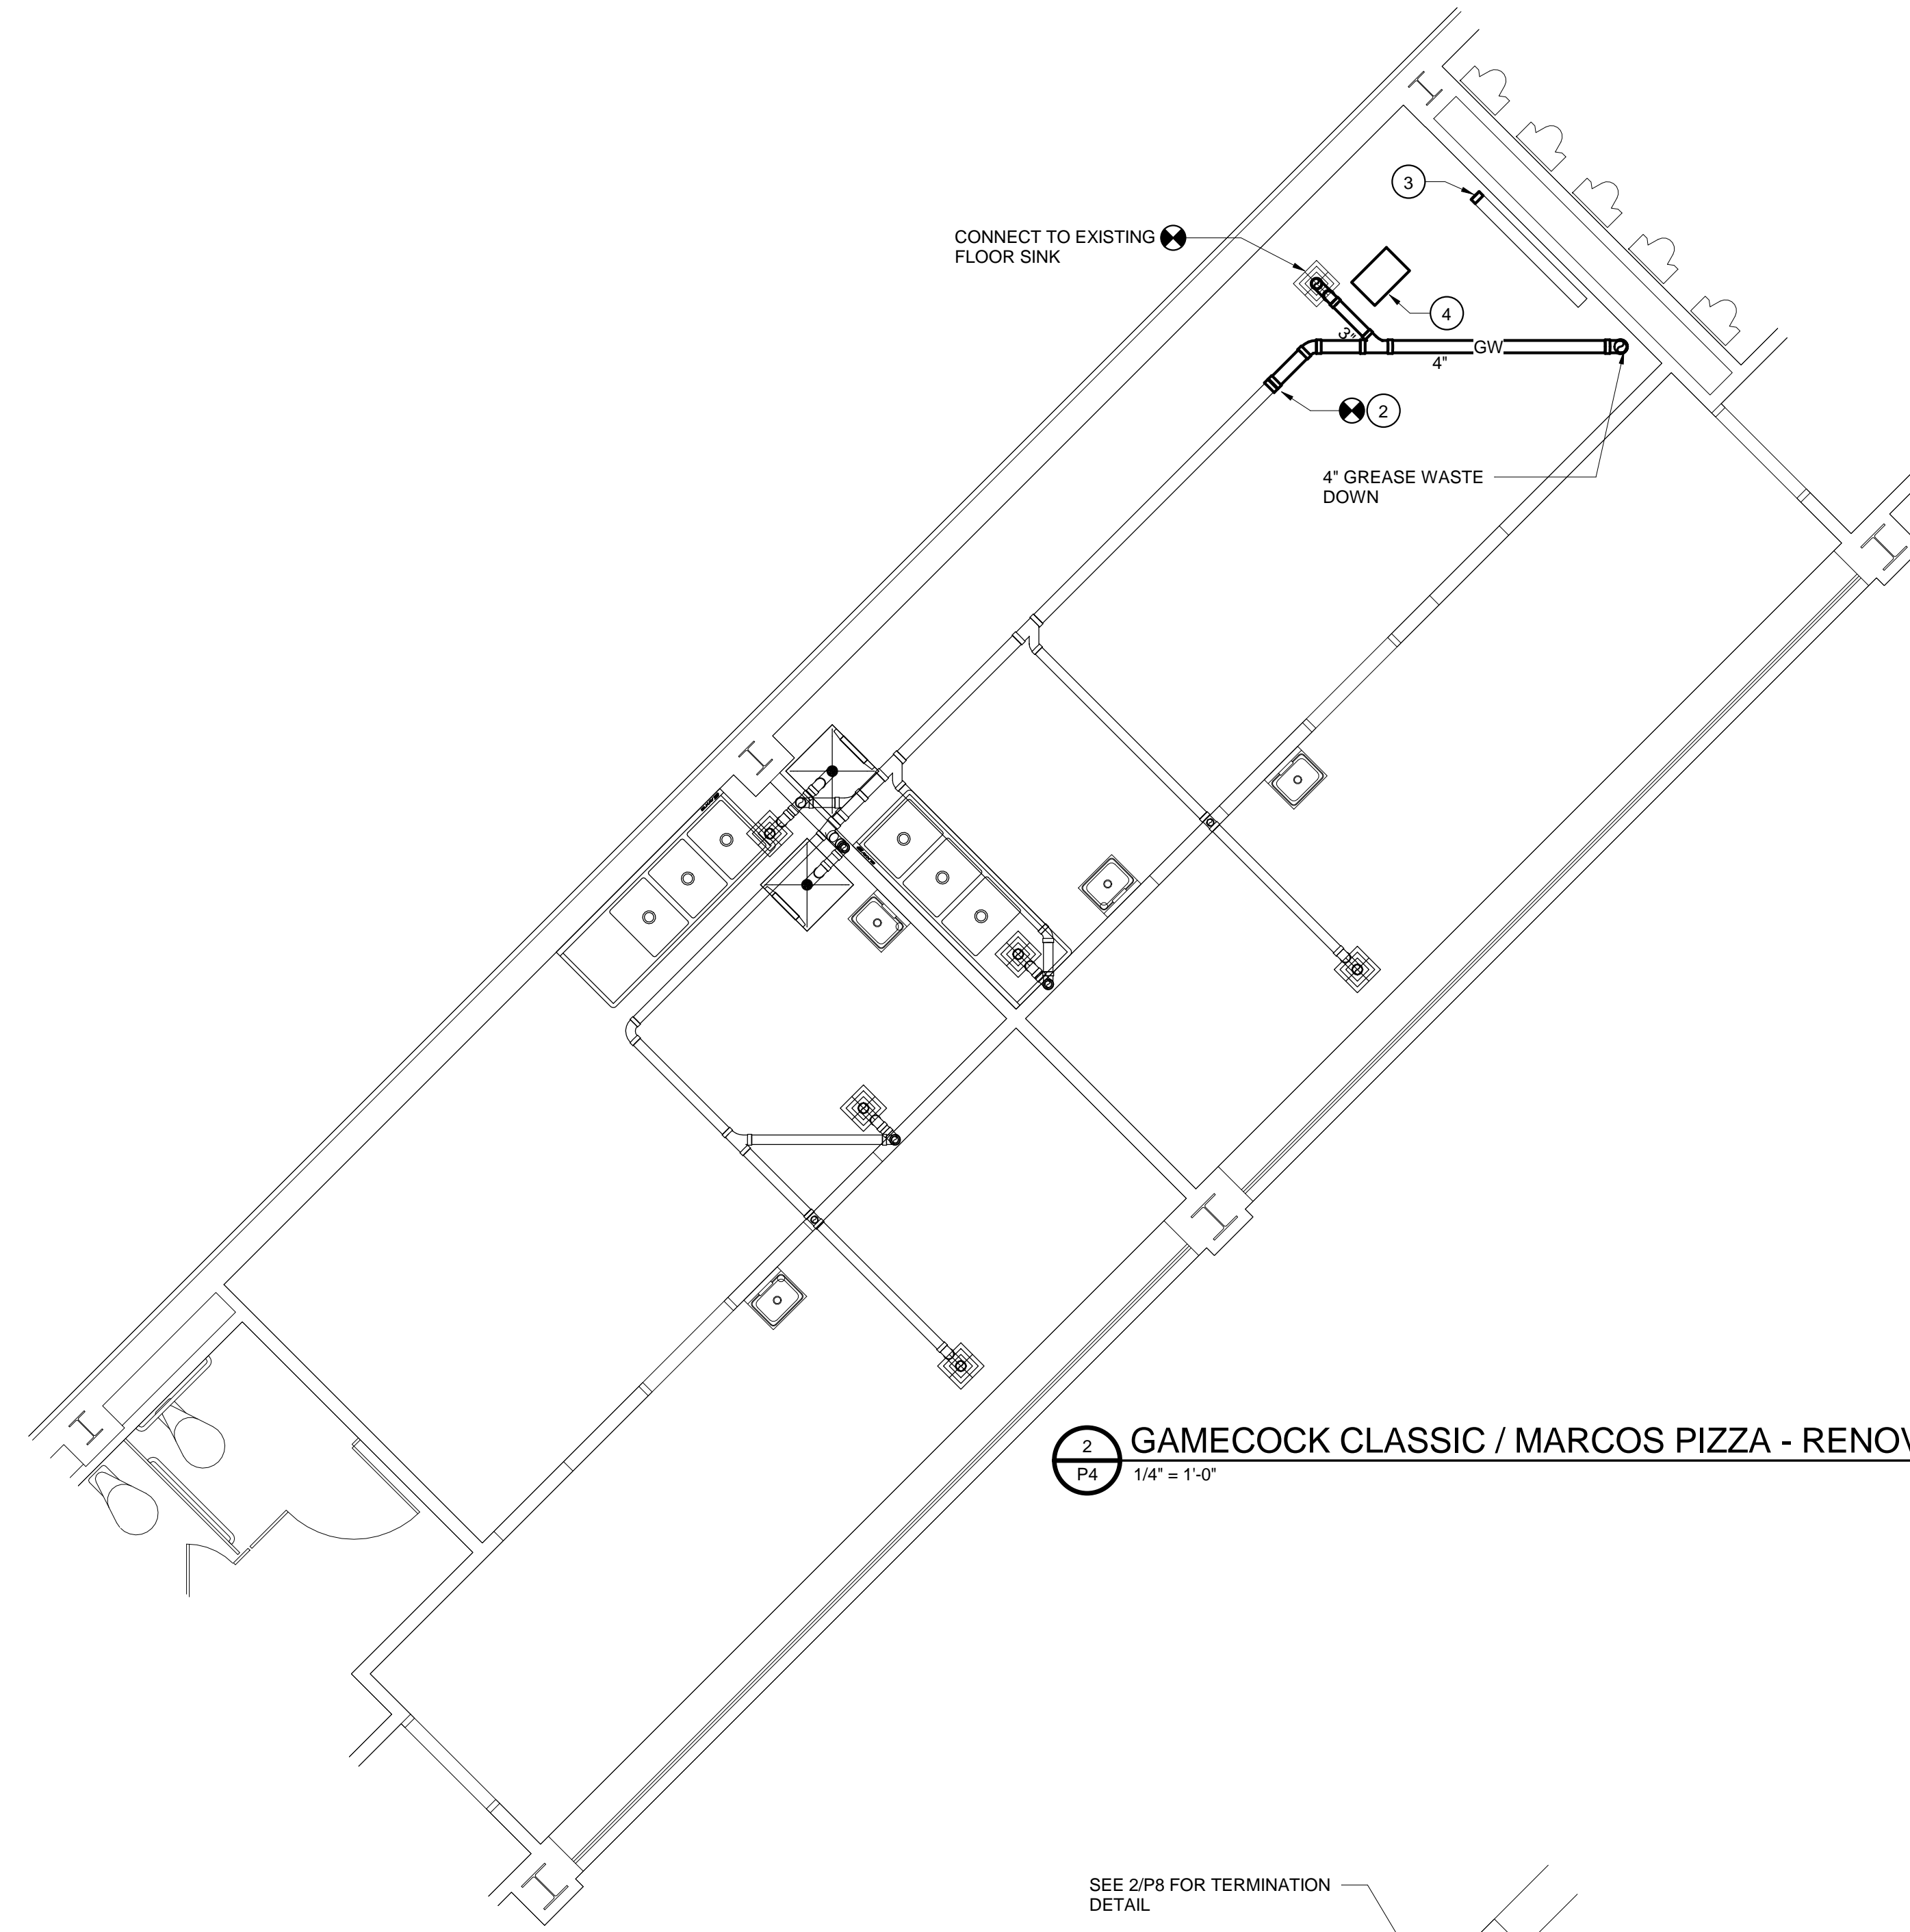 3
CONNECT TO EXISTING
FLOOR SINK
4
3"
GW
4"
2
4" GREASE WASTE
DOWN
2
P4
GAMECOCK CLASSIC / MARCOS PIZZA - RENOV
1/4" = 1'-0"
SEE 2/P8 FOR TERMINATION
DETAIL